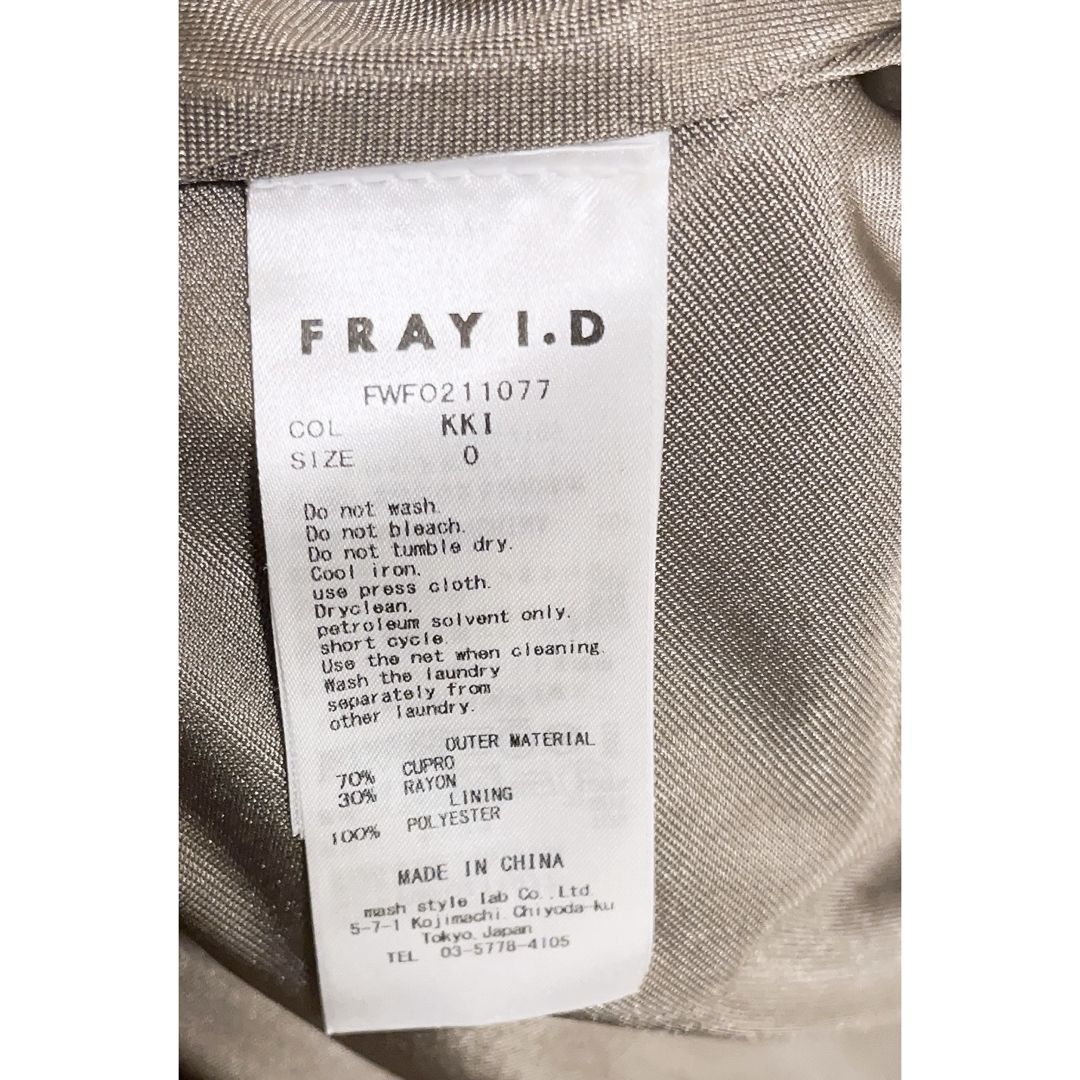 FRAY I.D
FWFO211077
COL KKI
SIZE 0
Do not wash.
Do not bleach.
Do not tumble dry.
Cool iron.
use press cloth.
Dryclean.
petroleum solvent only.
short cycle.
Use the net when cleaning.
Wash the laundry
separately from
other laundry.
OUTER MATERIAL
70% CUPRO
30% RAYON
LINING
100% POLYESTER
MADE IN CHINA
mash style lab Co.,Ltd
5-7-1 Kojimachi Chiyoda-ku
Tokyo, Japan
TEL 03-5778-4105